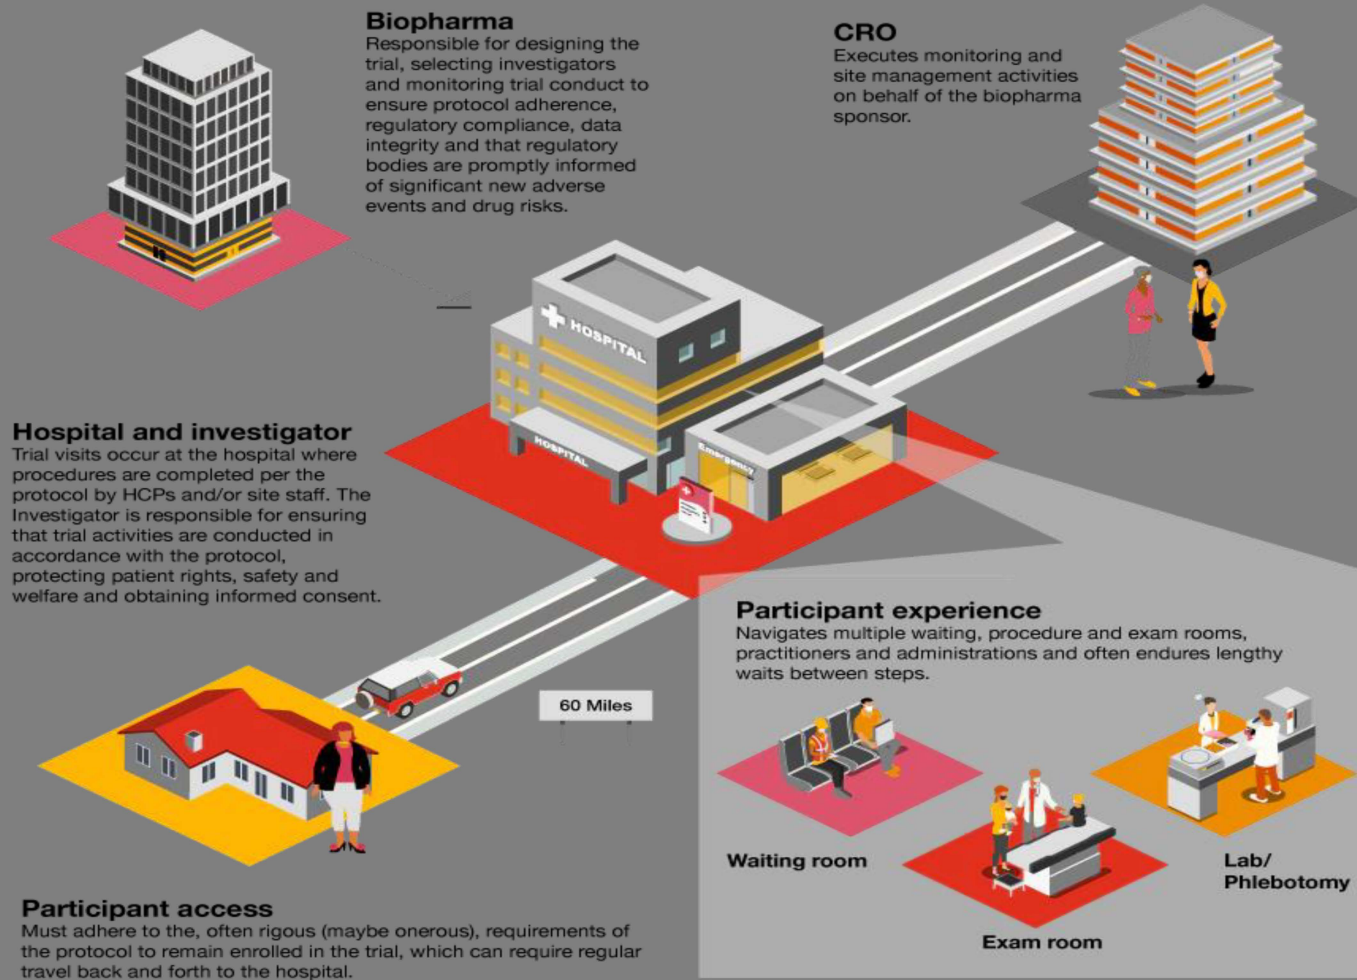 Biopharma
Responsible for designing the
trial, selecting investigators
and monitoring trial conduct to
ensure protocol adherence,
regulatory compliance, data
integrity and that regulatory
bodies are promptly informed
of significant new adverse
events and drug risks.
CRO
Executes monitoring and
site management activities
on behalf of the biopharma
sponsor.
HOSPITAL
HOSPITAL
Emergency
Hospital and investigator
Trial visits occur at the hospital where
procedures are completed per the
protocol by HCPs and/or site staff. The
Investigator is responsible for ensuring
that trial activities are conducted in
accordance with the protocol,
protecting patient rights, safety and
welfare and obtaining informed consent.
60 Miles
Participant experience
Navigates multiple waiting, procedure and exam rooms,
practitioners and administrations and often endures lengthy
waits between steps.
Waiting room
Exam room
Lab/
Phlebotomy
Participant access
Must adhere to the, often rigous (maybe onerous), requirements of
the protocol to remain enrolled in the trial, which can require regular
travel back and forth to the hospital.